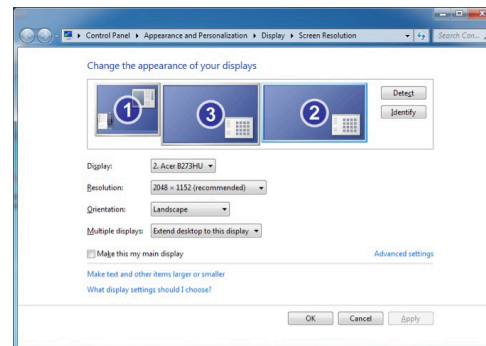 Control Panel ▸ Appearance and Personalization ▸ Display ▸ Screen Resolution
Search Con...
Change the appearance of your displays
1
3
2
Detect
Identify
Display: 2. Acer B273HU
Resolution: 2048 × 1152 (recommended)
Orientation: Landscape
Multiple displays: Extend desktop to this display
Make this my main display
Advanced settings
Make text and other items larger or smaller
What display settings should I choose?
OK Cancel Apply